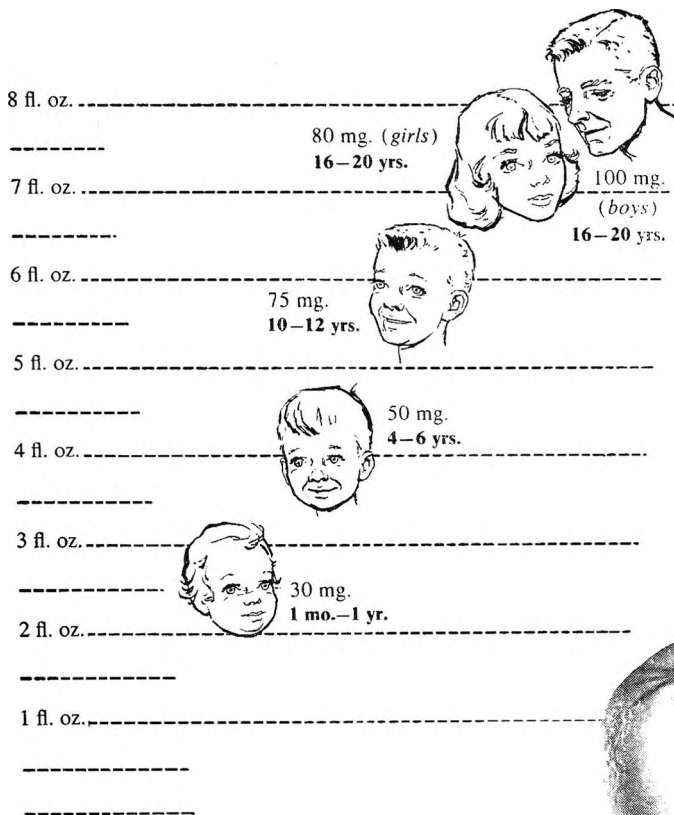 8 fl. oz.
80 mg. (girls)
16–20 yrs.
7 fl. oz.
100 mg.
(boys)
16–20 yrs.
6 fl. oz.
75 mg.
10–12 yrs.
5 fl. oz.
50 mg.
4–6 yrs.
4 fl. oz.
3 fl. oz.
30 mg.
1 mo.–1 yr.
2 fl. oz.
1 fl. oz.